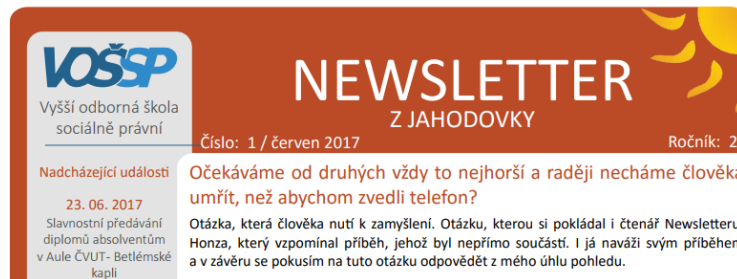 VOŠSP
Vyšší odborná škola
sociálně právní
NEWSLETTER
Z JAHODOVKY
Číslo: 1 / červen 2017
Ročník: 2
Nadcházející události
23. 06. 2017
Slavnostní předávání
diplomů absolventům
v Aule ČVUT- Betlémské
kapli
Očekáváme od druhých vždy to nejhorší a raději necháme člověka
umřít, než abychom zvedli telefon?
Otázka, která člověka nutí k zamyšlení. Otázku, kterou si pokládal i čtenář Newsletteru
Honza, který vzpomínal příběh, jehož byl nepřímo součástí. I já naváži svým příběhem
a v závěru se pokusím na tuto otázku odpovědět z mého úhlu pohledu.